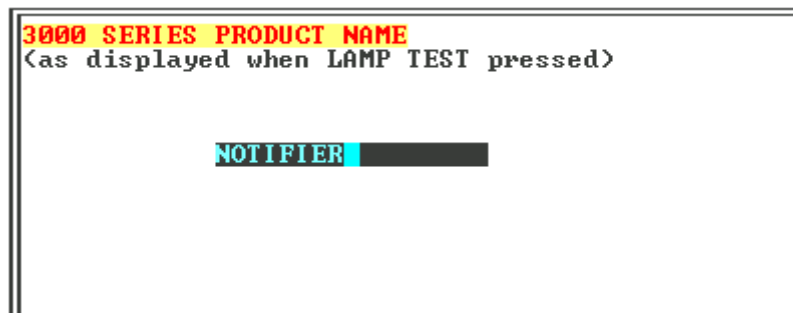 3000 SERIES PRODUCT NAME
(as displayed when LAMP TEST pressed)
NOTIFIER